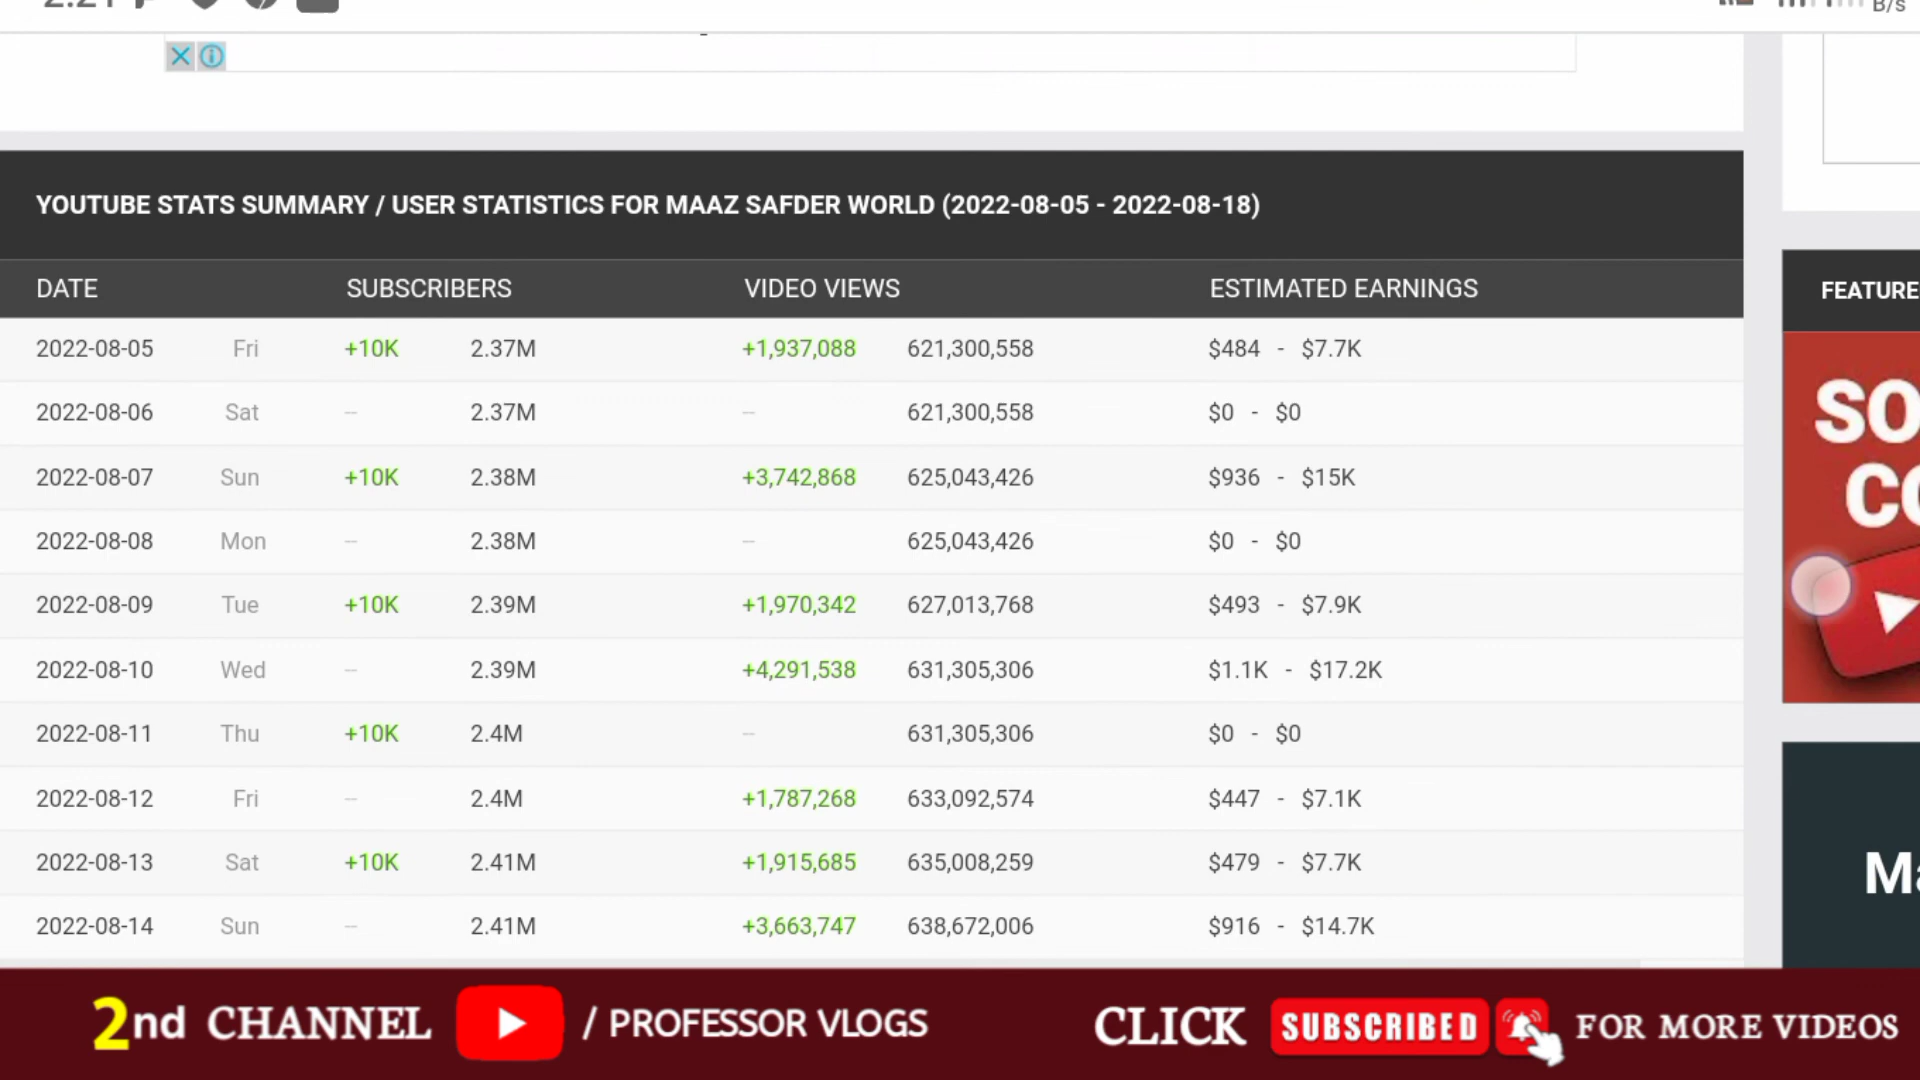 2:21
B/s
YOUTUBE STATS SUMMARY / USER STATISTICS FOR MAAZ SAFDER WORLD (2022-08-05 - 2022-08-18)
DATE SUBSCRIBERS VIDEO VIEWS ESTIMATED EARNINGS
2022-08-05 Fri +10K 2.37M +1,937,088 621,300,558 $484 - $7.7K
2022-08-06 Sat -- 2.37M -- 621,300,558 $0 - $0
2022-08-07 Sun +10K 2.38M +3,742,868 625,043,426 $936 - $15K
2022-08-08 Mon -- 2.38M -- 625,043,426 $0 - $0
2022-08-09 Tue +10K 2.39M +1,970,342 627,013,768 $493 - $7.9K
2022-08-10 Wed -- 2.39M +4,291,538 631,305,306 $1.1K - $17.2K
2022-08-11 Thu +10K 2.4M -- 631,305,306 $0 - $0
2022-08-12 Fri -- 2.4M +1,787,268 633,092,574 $447 - $7.1K
2022-08-13 Sat +10K 2.41M +1,915,685 635,008,259 $479 - $7.7K
2022-08-14 Sun -- 2.41M +3,663,747 638,672,006 $916 - $14.7K
FEATURE
SO
CO
Ma
2nd CHANNEL / PROFESSOR VLOGS CLICK SUBSCRIBED FOR MORE VIDEOS